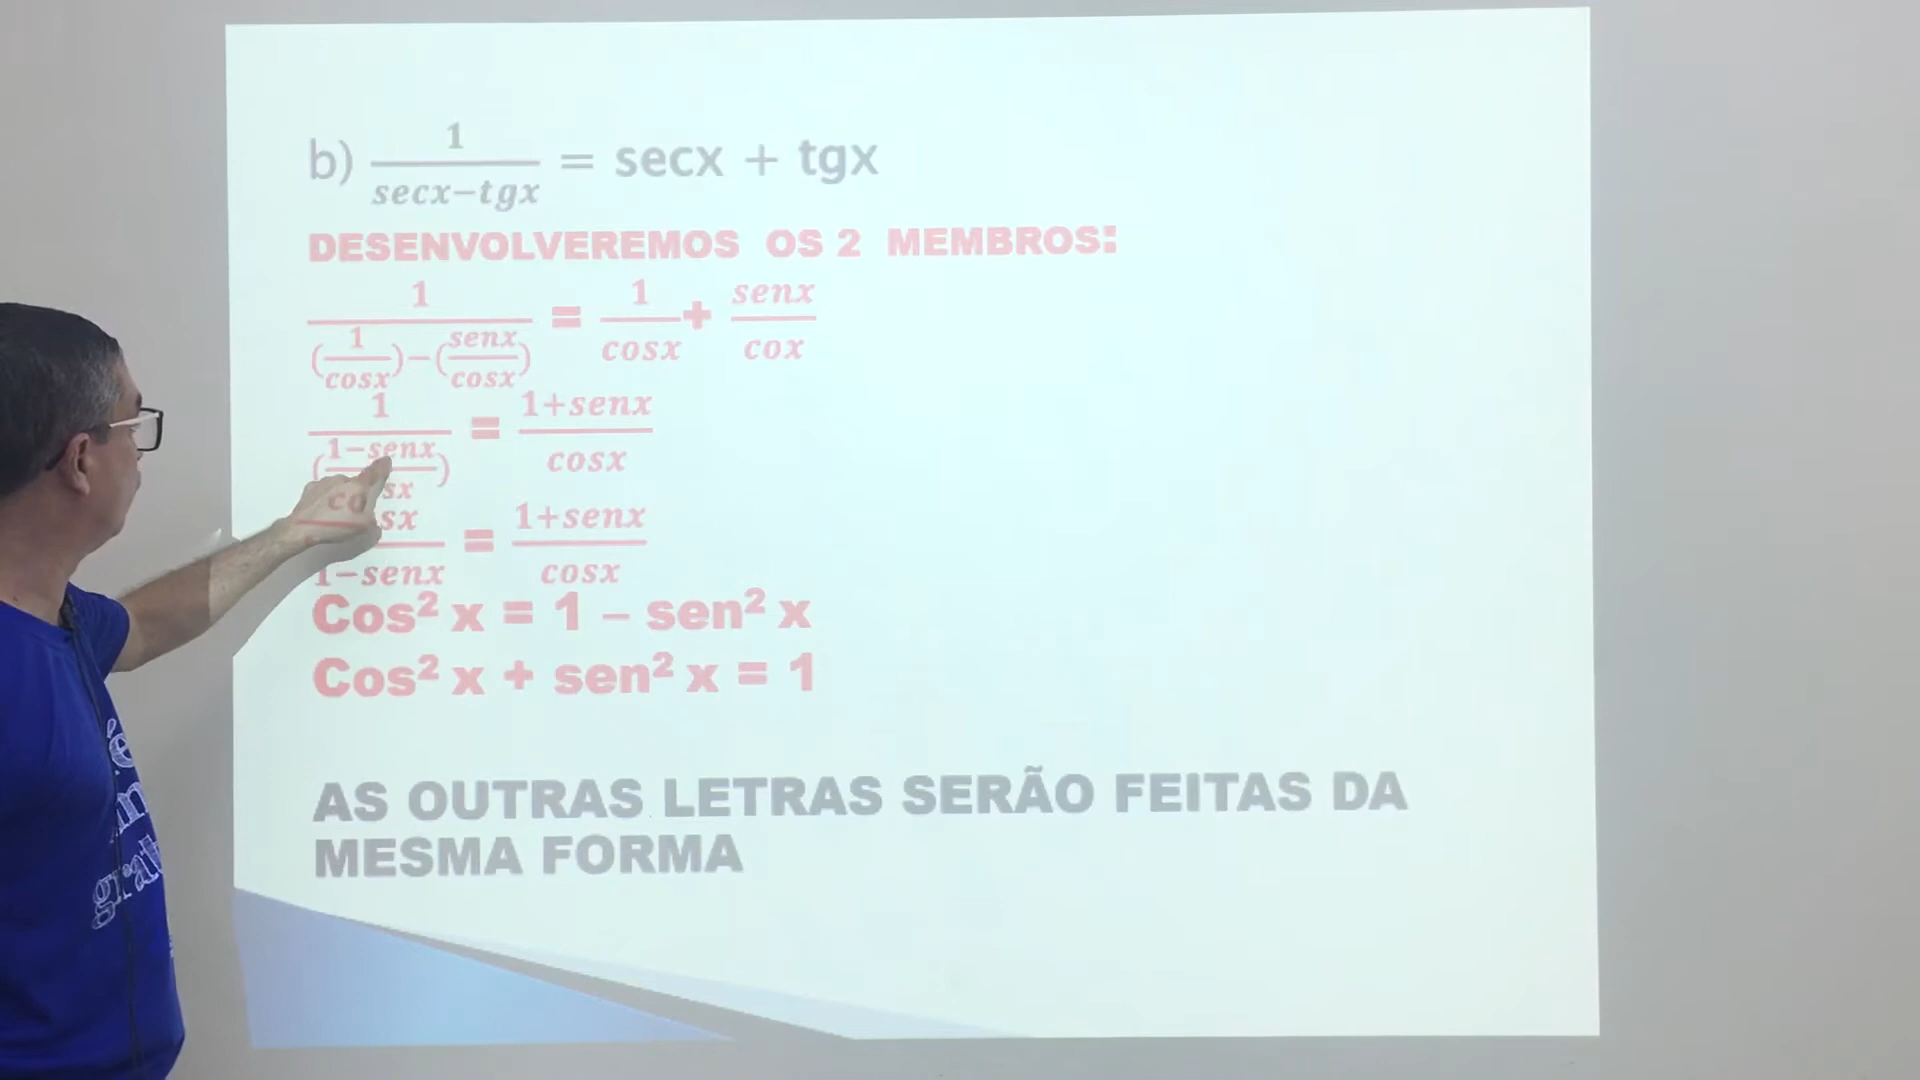 b) 1/(secx−tgx) = secx + tgx
DESENVOLVEREMOS OS 2 MEMBROS:
1/((1/cosx)−(senx/cosx)) = 1/cosx + senx/cox
1/((1−senx)/cosx) = (1+senx)/cosx
sx/(1−senx) = (1+senx)/cosx
Cos² x = 1 – sen² x
Cos² x + sen² x = 1
AS OUTRAS LETRAS SERÃO FEITAS DA
MESMA FORMA
é